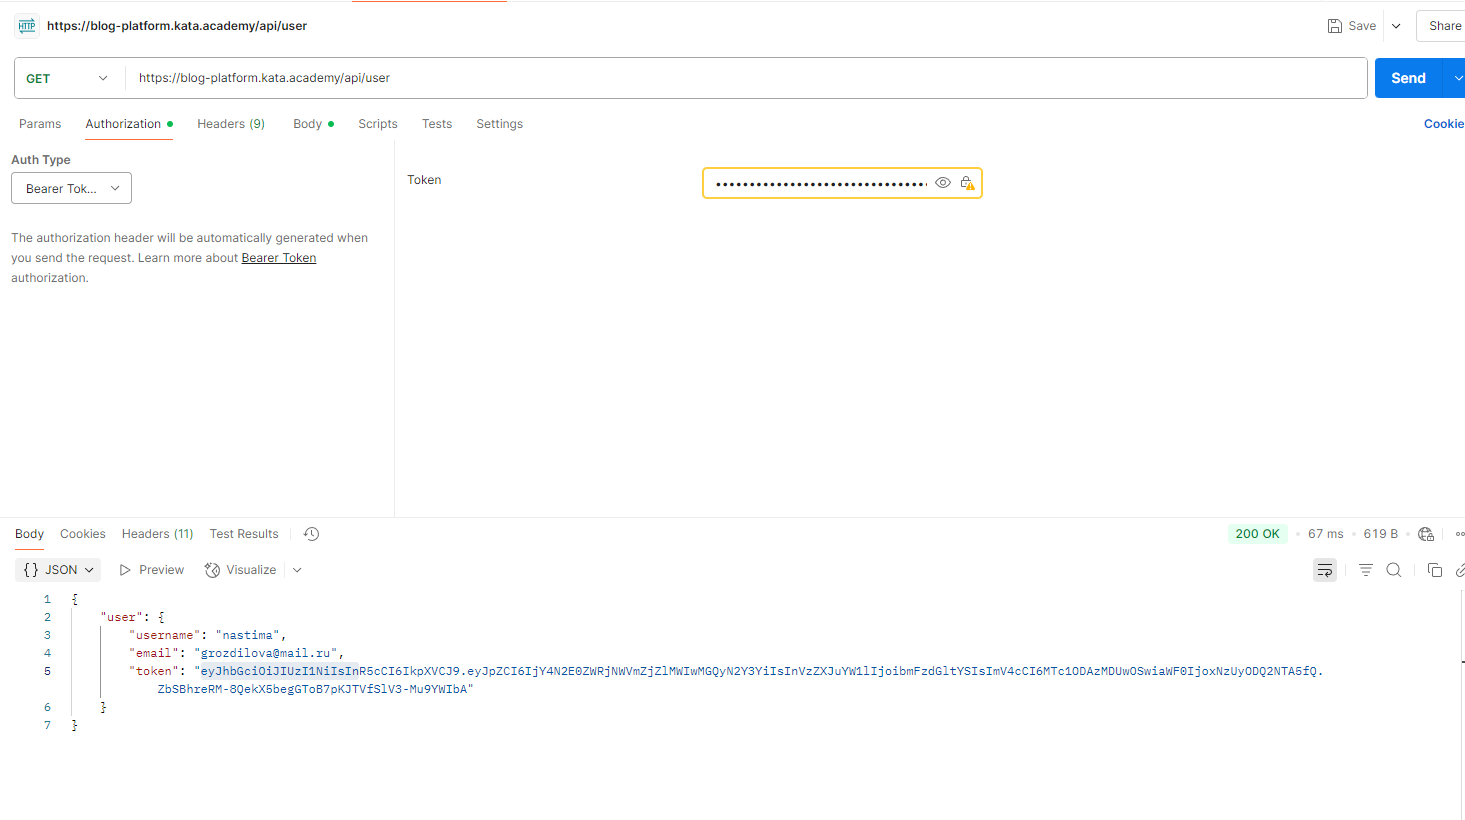 HTTP https://blog-platform.kata.academy/api/user Save Share
GET https://blog-platform.kata.academy/api/user Send
Params Authorization Headers (9) Body Scripts Tests Settings Cookie
Auth Type
Bearer Tok...
Token
The authorization header will be automatically generated when
you send the request. Learn more about Bearer Token
authorization.
Body Cookies Headers (11) Test Results 200 OK • 67 ms • 619 B •
{} JSON Preview Visualize
1 {
2 "user": {
3 "username": "nastima",
4 "email": "grozdilova@mail.ru",
5 "token": "eyJhbGciOiJIUzI1NiIsInR5cCI6IkpXVCJ9.eyJpZCI6IjY4N2E0ZWRjNWVmZjZlMWIwMGQyN2Y3YiIsInVzZXJuYW1lIjoibmFzdGltYSIsImV4cCI6MTc1ODAzMDUwOSwiaWF0IjoxNzUyODQ2NTA5fQ.
ZbSBhreRM-8QekX5begGToB7pKJTVfSlV3-Mu9YWIbA"
6 }
7 }